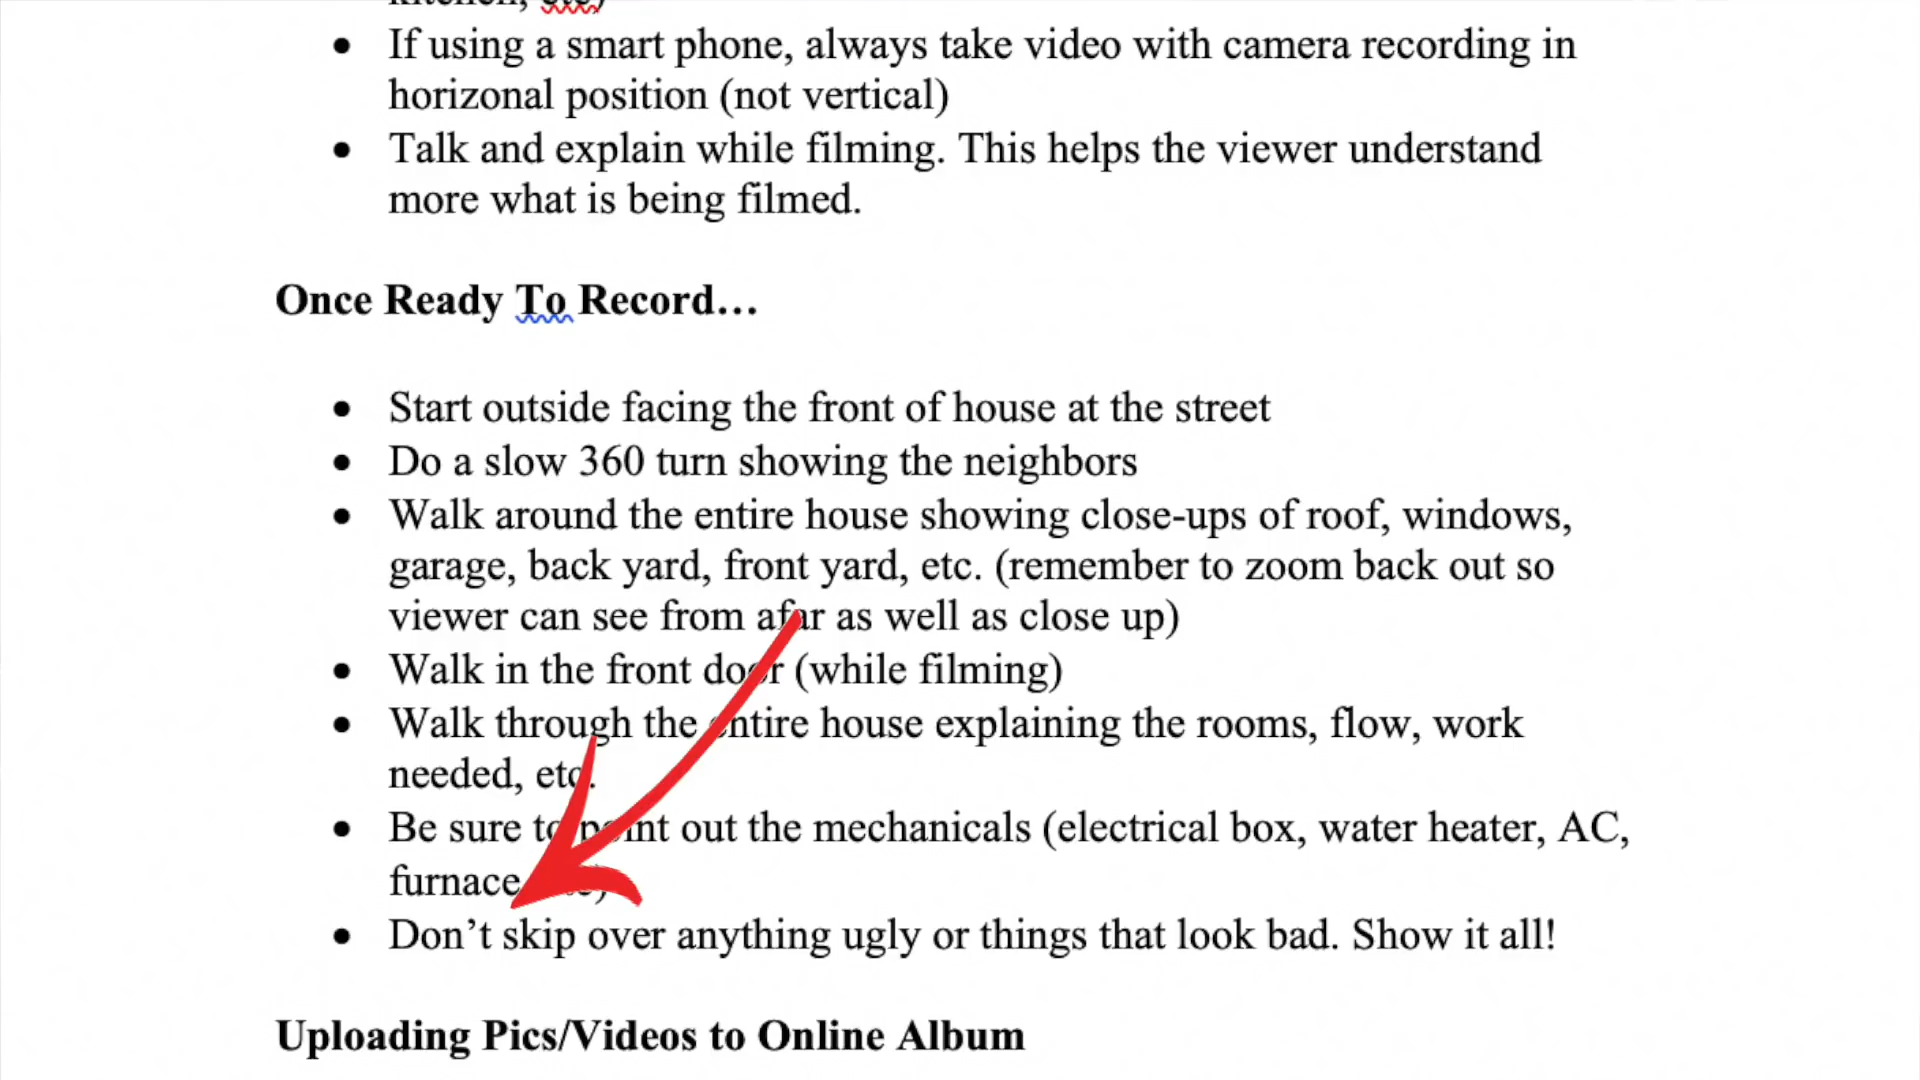 If using a smart phone, always take video with camera recording in
horizonal position (not vertical)
Talk and explain while filming. This helps the viewer understand
more what is being filmed.
Once Ready To Record...
Start outside facing the front of house at the street
Do a slow 360 turn showing the neighbors
Walk around the entire house showing close-ups of roof, windows,
garage, back yard, front yard, etc. (remember to zoom back out so
viewer can see from afar as well as close up)
Walk in the front door (while filming)
Walk through the entire house explaining the rooms, flow, work
needed, etc.
Be sure to point out the mechanicals (electrical box, water heater, AC,
furnace
Don’t skip over anything ugly or things that look bad. Show it all!
Uploading Pics/Videos to Online Album